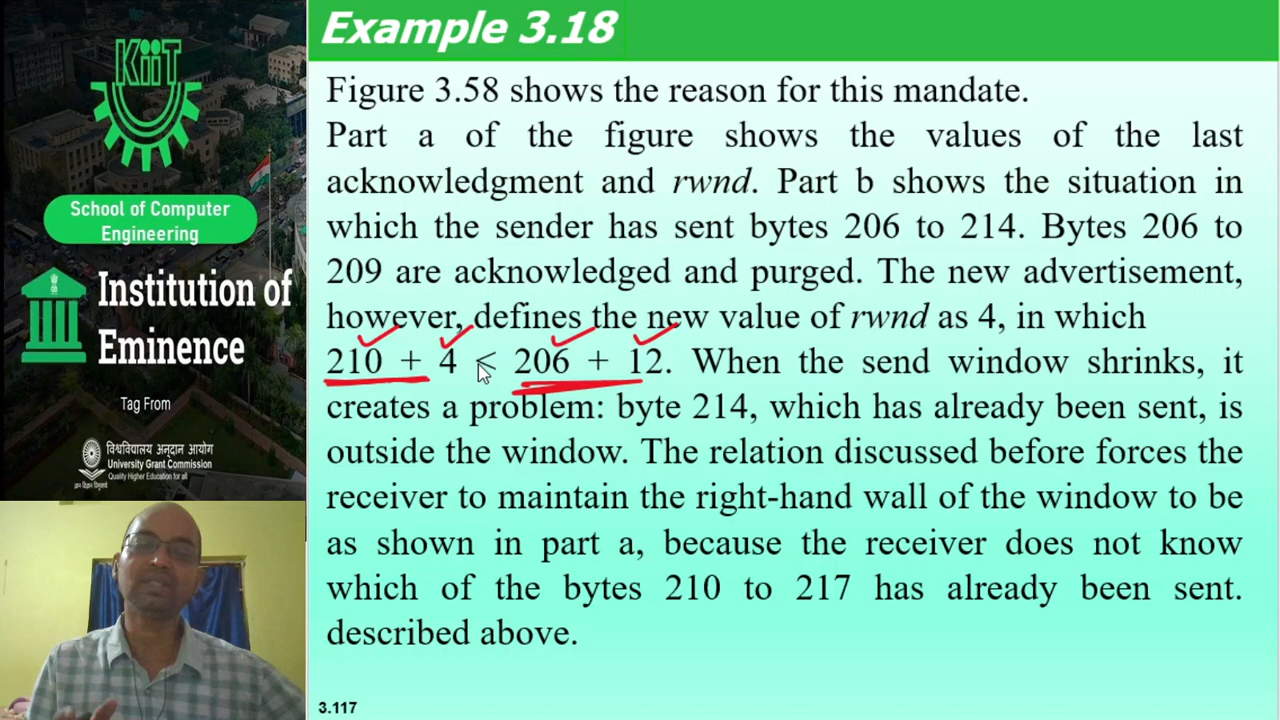 Example 3.18
KiiT
School of Computer
Engineering
Institution of
Eminence
Tag From
विश्वविद्यालय अनुदान आयोग
University Grant Commission
Quality Higher Education for all
Figure 3.58 shows the reason for this mandate.
Part a of the figure shows the values of the last
acknowledgment and rwnd. Part b shows the situation in
which the sender has sent bytes 206 to 214. Bytes 206 to
209 are acknowledged and purged. The new advertisement,
however, defines the new value of rwnd as 4, in which
210 + 4 < 206 + 12. When the send window shrinks, it
creates a problem: byte 214, which has already been sent, is
outside the window. The relation discussed before forces the
receiver to maintain the right-hand wall of the window to be
as shown in part a, because the receiver does not know
which of the bytes 210 to 217 has already been sent.
described above.
3.117